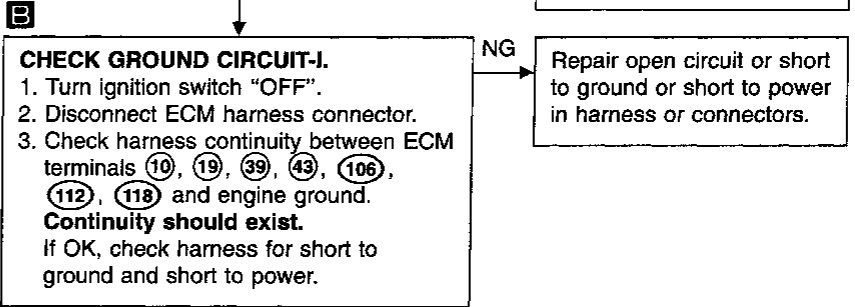 B
CHECK GROUND CIRCUIT-I.
1. Turn ignition switch “OFF”.
2. Disconnect ECM harness connector.
3. Check harness continuity between ECM
terminals 10, 19, 39, 43, 106,
112, 118 and engine ground.
Continuity should exist.
If OK, check harness for short to
ground and short to power.
NG
Repair open circuit or short
to ground or short to power
in harness or connectors.